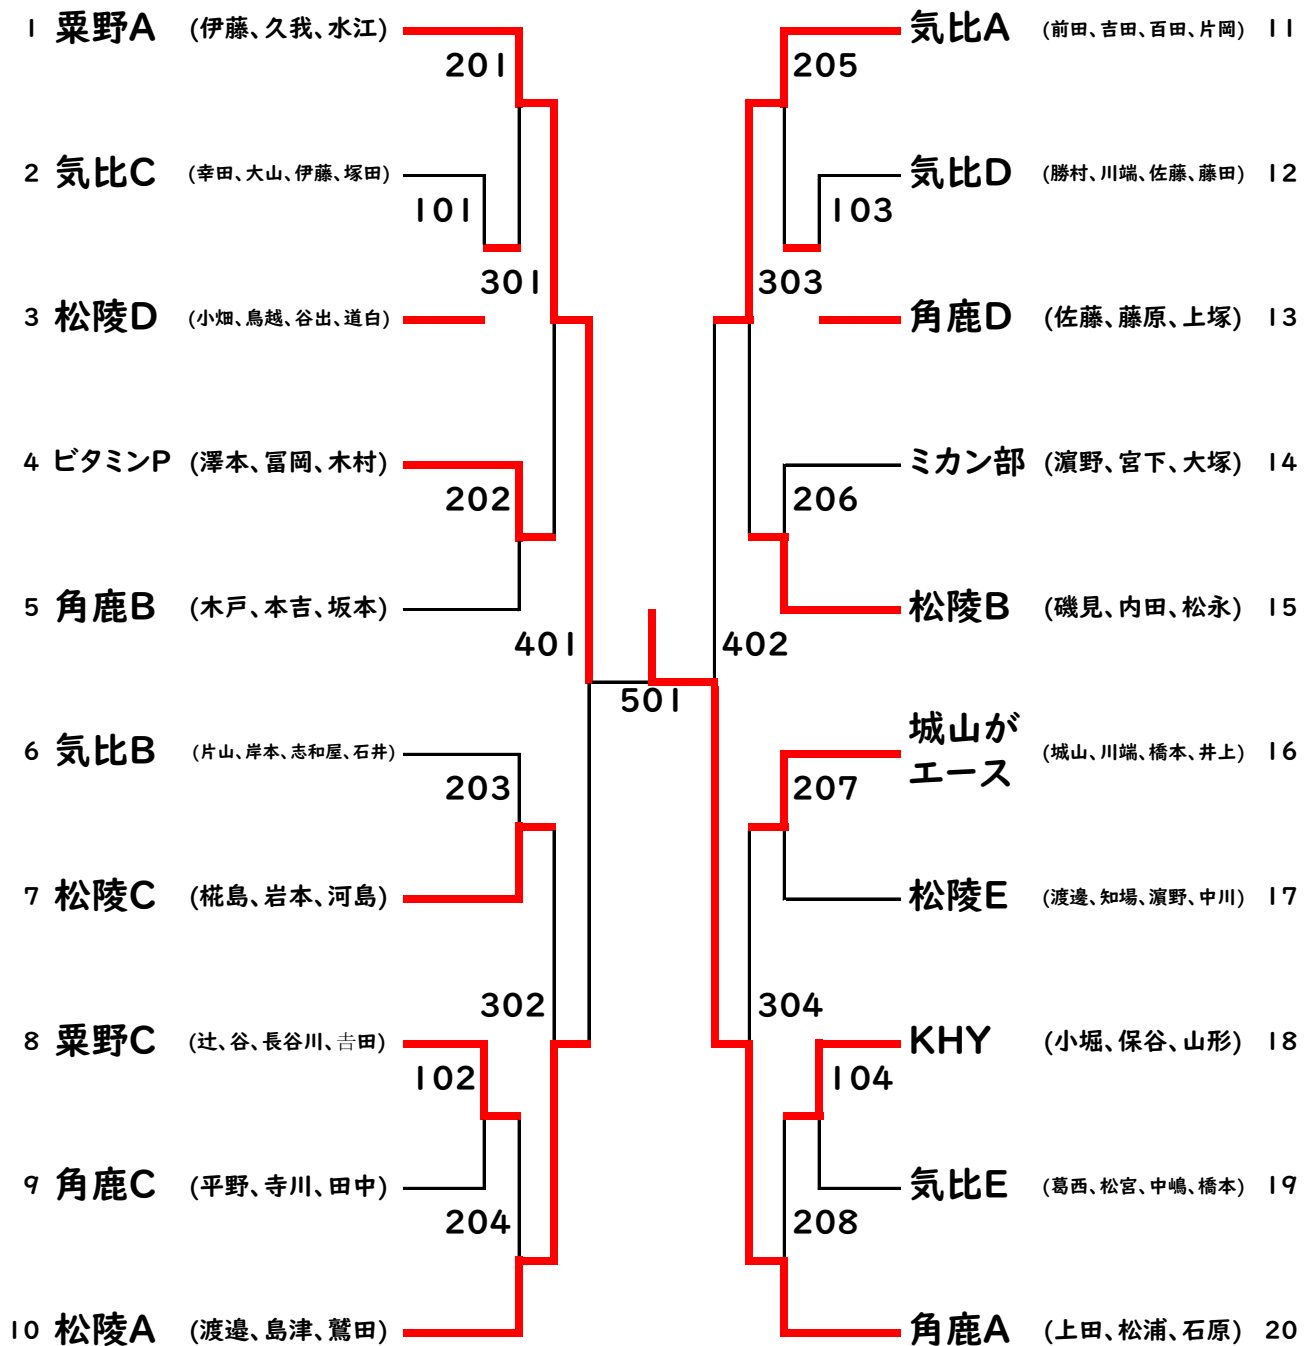 1 粟野A (伊藤、久我、水江)
201
2 気比C (幸田、大山、伊藤、塚田)
101
301
3 松陵D (小畑、鳥越、谷出、道白)
4 ビタミンP (澤本、冨岡、木村)
202
5 角鹿B (木戸、本吉、坂本)
401
6 気比B (片山、岸本、志和屋、石井)
203
7 松陵C (椛島、岩本、河島)
302
8 粟野C (辻、谷、長谷川、𠮷田)
102
9 角鹿C (平野、寺川、田中)
204
10 松陵A (渡邉、島津、鷲田)
501
気比A (前田、吉田、百田、片岡) 11
205
気比D (勝村、川端、佐藤、藤田) 12
103
303
角鹿D (佐藤、藤原、上塚) 13
ミカン部 (濵野、宮下、大塚) 14
206
松陵B (磯見、内田、松永) 15
402
城山が
エース (城山、川端、橋本、井上) 16
207
松陵E (渡邊、知場、濵野、中川) 17
304
KHY (小堀、保谷、山形) 18
104
気比E (葛西、松宮、中嶋、橋本) 19
208
角鹿A (上田、松浦、石原) 20